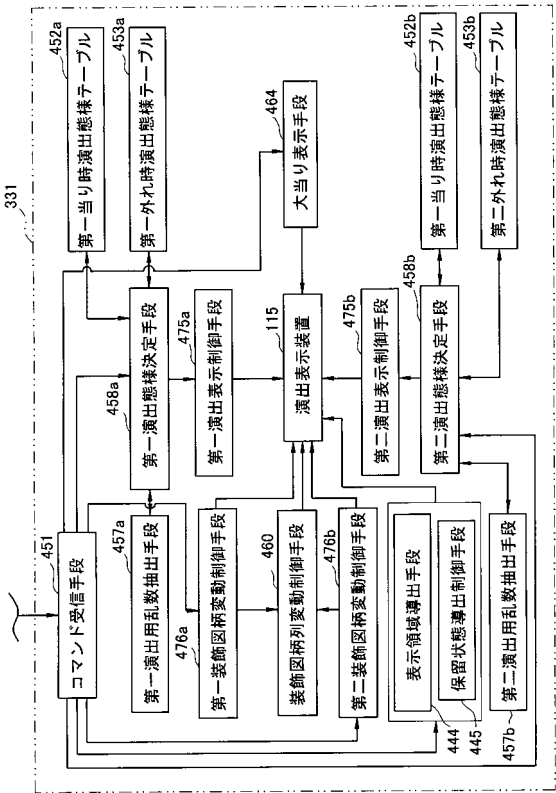 331
451
コマンド受信手段
457a
第一演出用乱数抽出手段
458a
第一演出態様決定手段
452a
第一当り時演出態様テーブル
453a
第一外れ時演出態様テーブル
476a
第一装飾図柄変動制御手段
475a
第一演出表示制御手段
464
大当り表示手段
460
装飾図柄列変動制御手段
115
演出表示装置
476b
第二装飾図柄変動制御手段
475b
第二演出表示制御手段
444
表示領域導出手段
445
保留状態導出制御手段
458b
第二演出態様決定手段
452b
第二当り時演出態様テーブル
453b
第二外れ時演出態様テーブル
457b
第二演出用乱数抽出手段